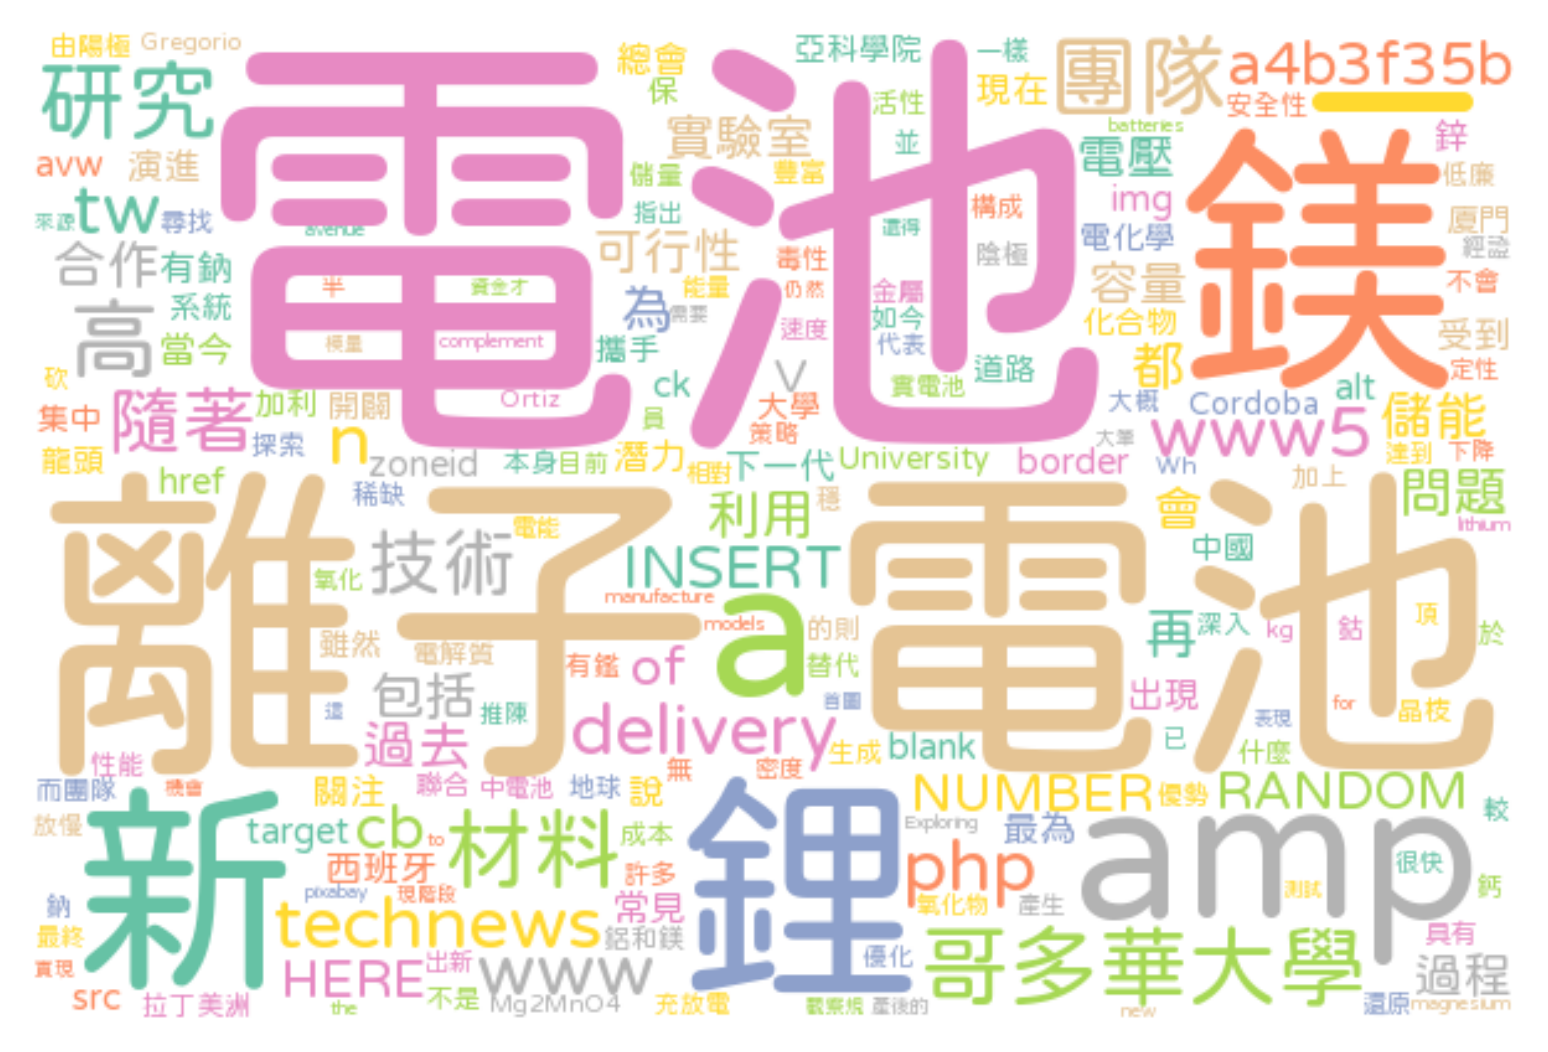 由陽極 Gregorio 總會 亞科學院 一樣 團隊 a4b3f35b
研究 電池 保 活性 現在 安全性
實驗室 並 batteries 電壓 鎂 鋅
avw 演進 儲量 豐富 img 低廉
來源 tw 尋找 avenue 指出 構成 還得 電化學 廈門
合作 有鈉 可行性 毒性 陰極 容量
半 資金才 為 能量 仍然 金屬 不會
高 系統 需要 速度 如今 化合物 受到
當今 complement 攜手 代表 都
砍 V 道路 定性
隨著 加利 開闢 Ortiz ck 實電池 大概 Cordoba alt 儲能
集中 員 大學
探索 n 策略 大筆 www5
龍頭 zoneid 本身 目前 潛力 相對 下一代 University border Wh 達到 下降
href 稀缺 加上 問題
離子電池 電能 利用 穩 會 lithium
技術 INSERT 中國
氧化 manufacture a
models 的則 再 深入 kg 鈷 頂 於
雖然 電解質 有鑑 of 替代
包括 推陳 首圖 出現 for
這 delivery 表現
過去 生成 blank 已 什麼
性能 無 密度
而團隊 機會 關注 聯合 中電池 地球 說 NUMBER 優勢 RANDOM
放慢 新 target cb to 材料 成本 鋰 Exploring 最為 amp 較
西班牙 許多 php 很快
鈉 pixabay 現階段 測試 鈣
technews 常見 氧化物 產生
最終 鋁和鎂 哥多華大學 具有
實現 HERE 出新 www 優化 過程
src 拉丁美洲 the 不是 Mg2MnO4 充放電 產後的 new 還原 magnesium